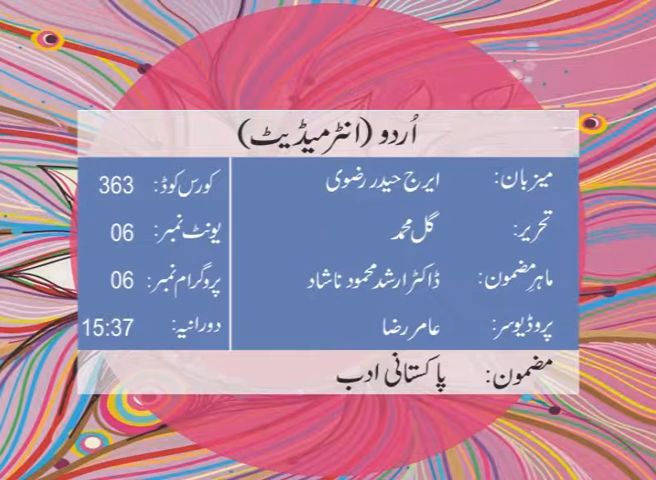 اُردو (انٹرمیڈیٹ)
میزبان: ایرج حیدر رضوی کورس کوڈ: 363
تحریر: گل محمد یونٹ نمبر: 06
ماہرِ مضمون: ڈاکٹر ارشد محمود ناشاد پروگرام نمبر: 06
پروڈیوسر: عامر رضا دورانیہ: 15:37
مضمون: پاکستانی ادب